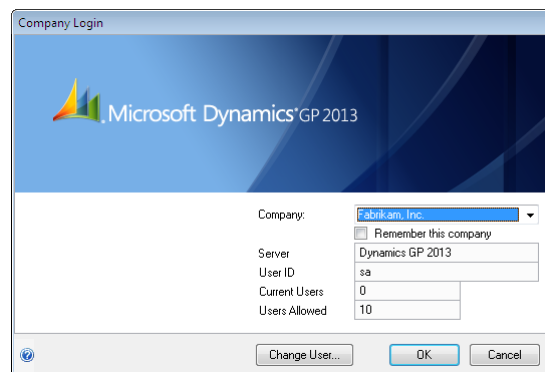 Company Login
Microsoft Dynamics® GP 2013
Company: Fabrikam, Inc.
Remember this company
Server Dynamics GP 2013
User ID sa
Current Users 0
Users Allowed 10
Change User... OK Cancel